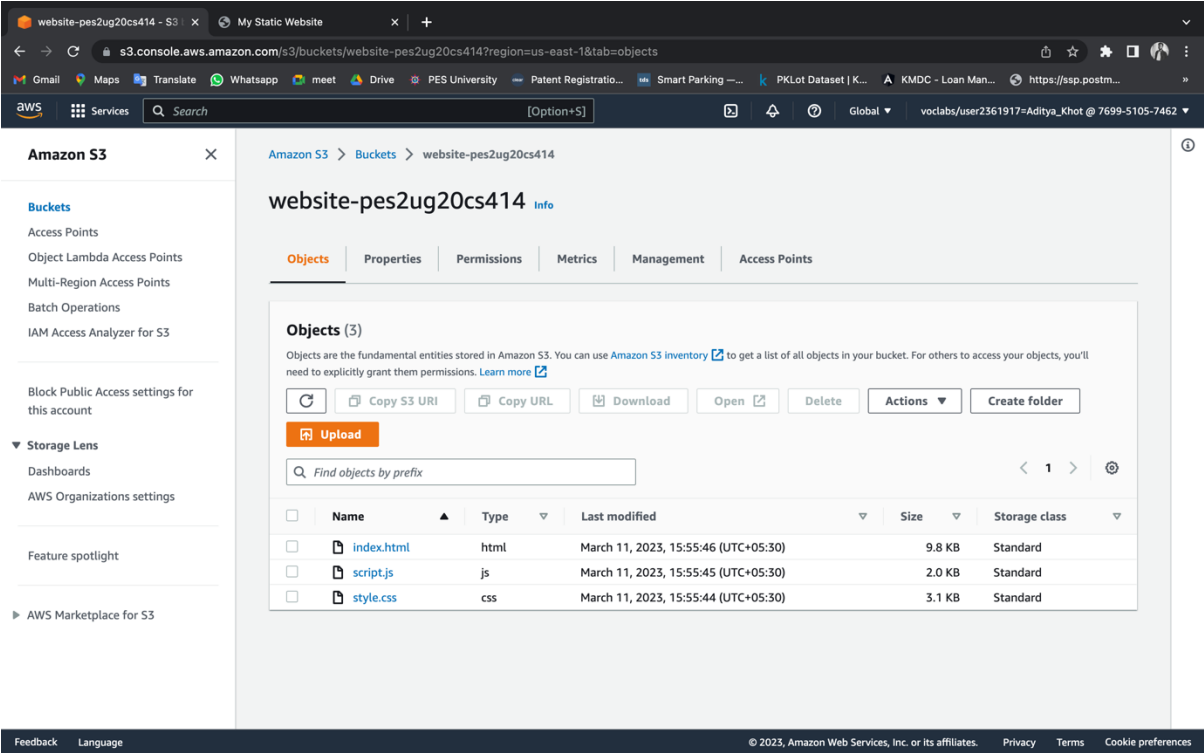 website-pes2ug20cs414 - S3 b
My Static Website
s3.console.aws.amazon.com/s3/buckets/website-pes2ug20cs414?region=us-east-1&tab=objects
Gmail Maps Translate Whatsapp meet Drive PES University Patent Registratio... Smart Parking —... PKLot Dataset | K... KMDC - Loan Man... https://ssp.postm... »
aws Services Search [Option+S] Global voclabs/user2361917=Aditya_Khot @ 7699-5105-7462
Amazon S3
Buckets
Access Points
Object Lambda Access Points
Multi-Region Access Points
Batch Operations
IAM Access Analyzer for S3
Block Public Access settings for
this account
Storage Lens
Dashboards
AWS Organizations settings
Feature spotlight
AWS Marketplace for S3
Amazon S3 > Buckets > website-pes2ug20cs414
website-pes2ug20cs414 Info
Objects Properties Permissions Metrics Management Access Points
Objects (3)
Objects are the fundamental entities stored in Amazon S3. You can use Amazon S3 inventory to get a list of all objects in your bucket. For others to access your objects, you'll
need to explicitly grant them permissions. Learn more
Copy S3 URI Copy URL Download Open Delete Actions Create folder
Upload
Find objects by prefix
< 1 >
Name Type Last modified Size Storage class
index.html html March 11, 2023, 15:55:46 (UTC+05:30) 9.8 KB Standard
script.js js March 11, 2023, 15:55:45 (UTC+05:30) 2.0 KB Standard
style.css css March 11, 2023, 15:55:44 (UTC+05:30) 3.1 KB Standard
Feedback Language © 2023, Amazon Web Services, Inc. or its affiliates. Privacy Terms Cookie preferences